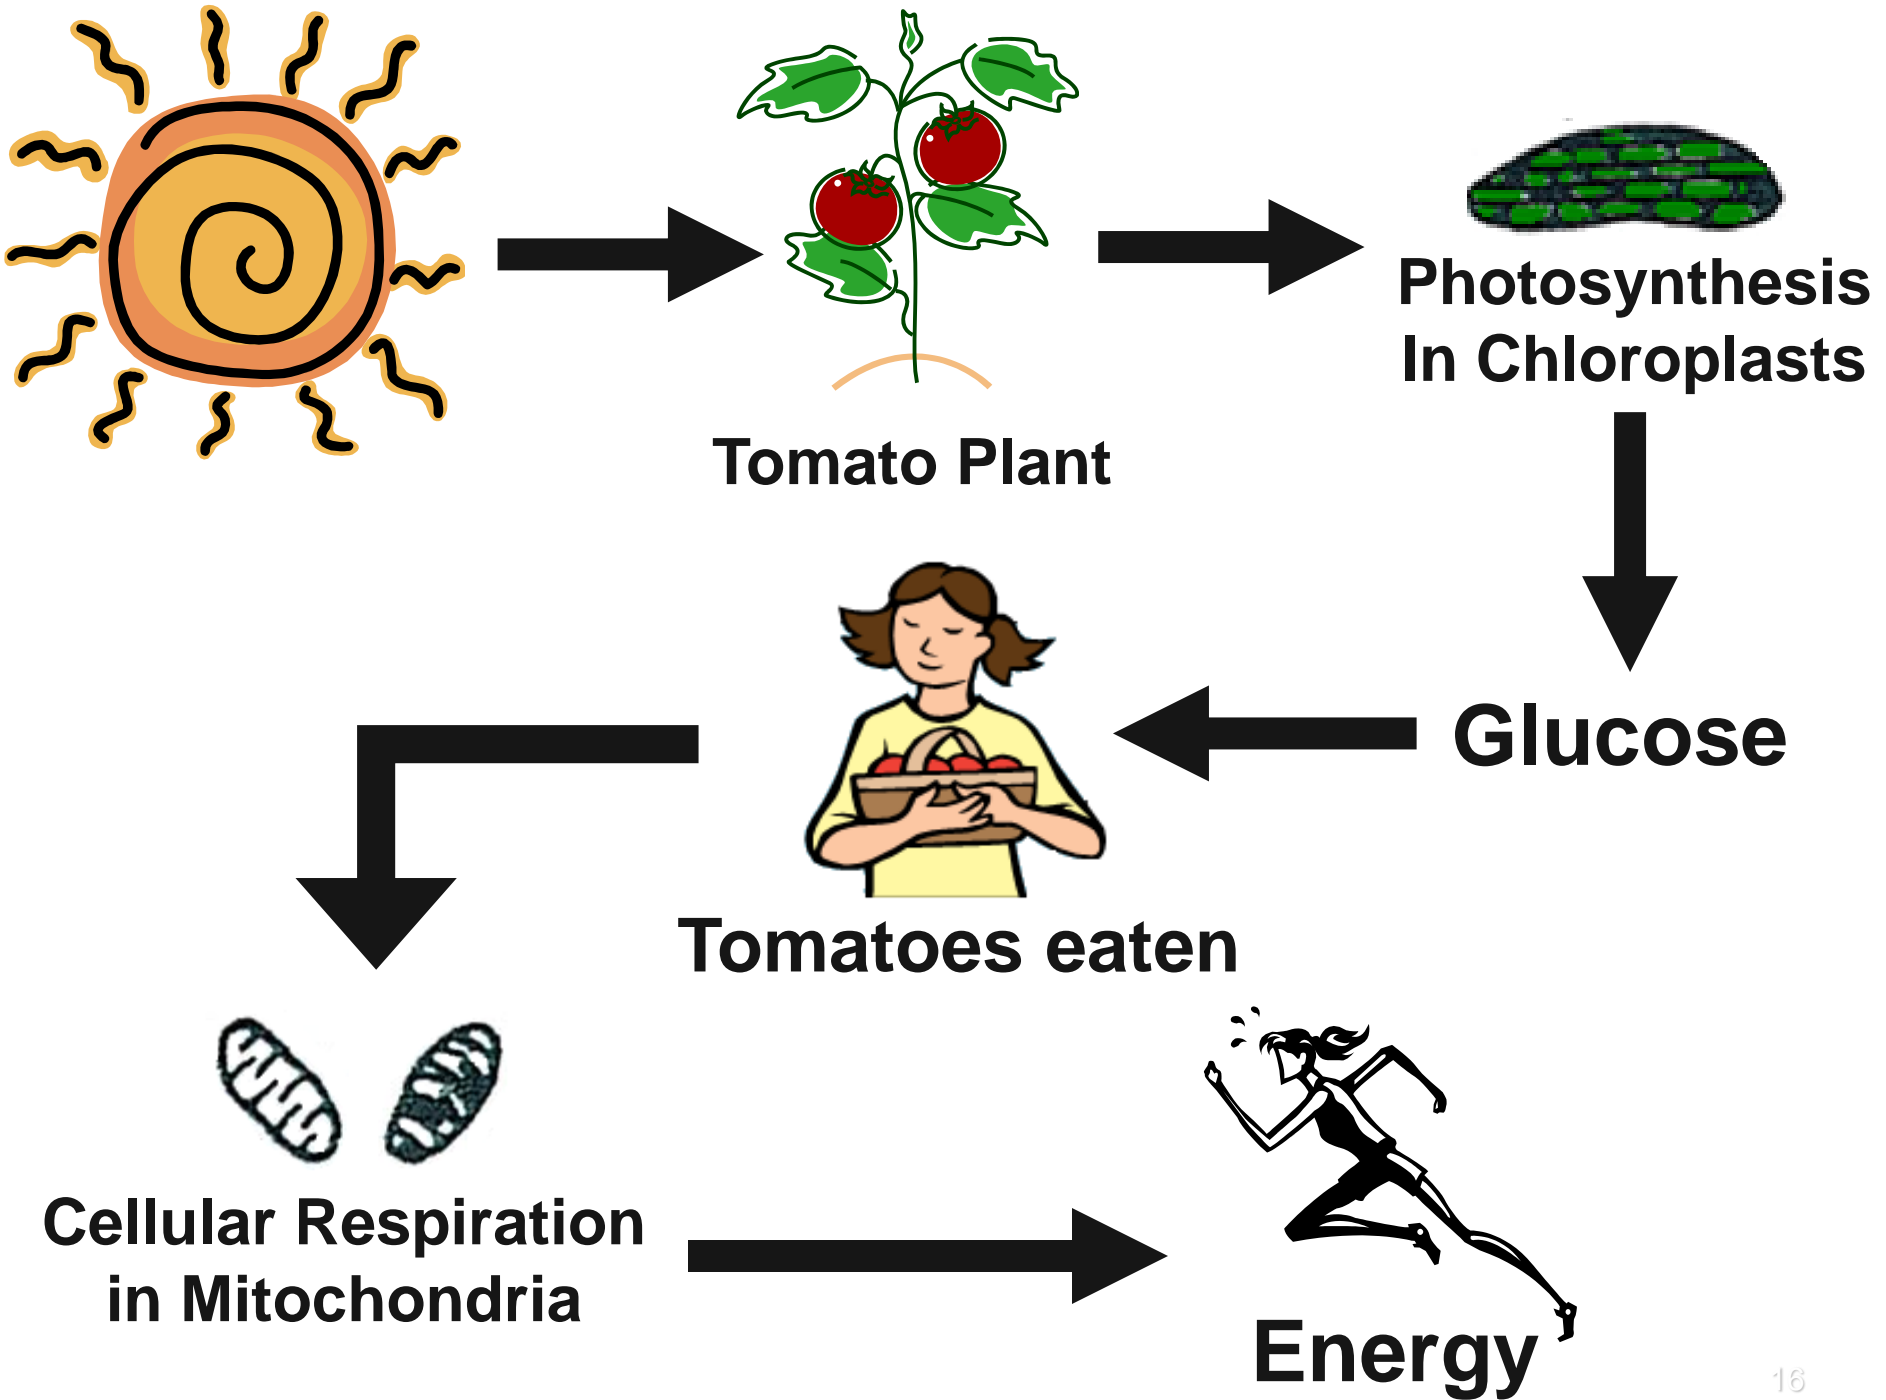 Tomato Plant
Photosynthesis
In Chloroplasts
Glucose
Tomatoes eaten
Cellular Respiration
in Mitochondria
Energy
16